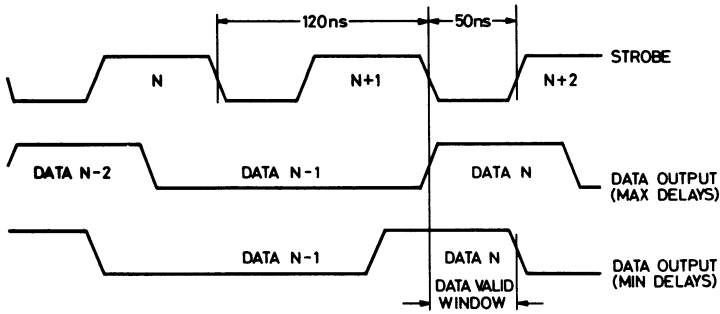 120ns
50ns
STROBE
N
N+1
N+2
DATA N-2
DATA N-1
DATA N
DATA OUTPUT
(MAX DELAYS)
DATA N-1
DATA N
DATA OUTPUT
(MIN DELAYS)
DATA VALID
WINDOW